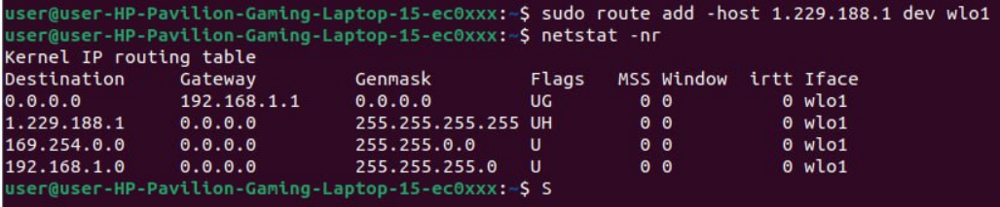 user@user-HP-Pavilion-Gaming-Laptop-15-ec0xxx:~$ sudo route add -host 1.229.188.1 dev wlo1
user@user-HP-Pavilion-Gaming-Laptop-15-ec0xxx:~$ netstat -nr
Kernel IP routing table
Destination     Gateway         Genmask         Flags   MSS Window  irtt Iface
0.0.0.0         192.168.1.1     0.0.0.0         UG        0 0          0 wlo1
1.229.188.1     0.0.0.0         255.255.255.255 UH        0 0          0 wlo1
169.254.0.0     0.0.0.0         255.255.0.0     U         0 0          0 wlo1
192.168.1.0     0.0.0.0         255.255.255.0   U         0 0          0 wlo1
user@user-HP-Pavilion-Gaming-Laptop-15-ec0xxx:~$ S